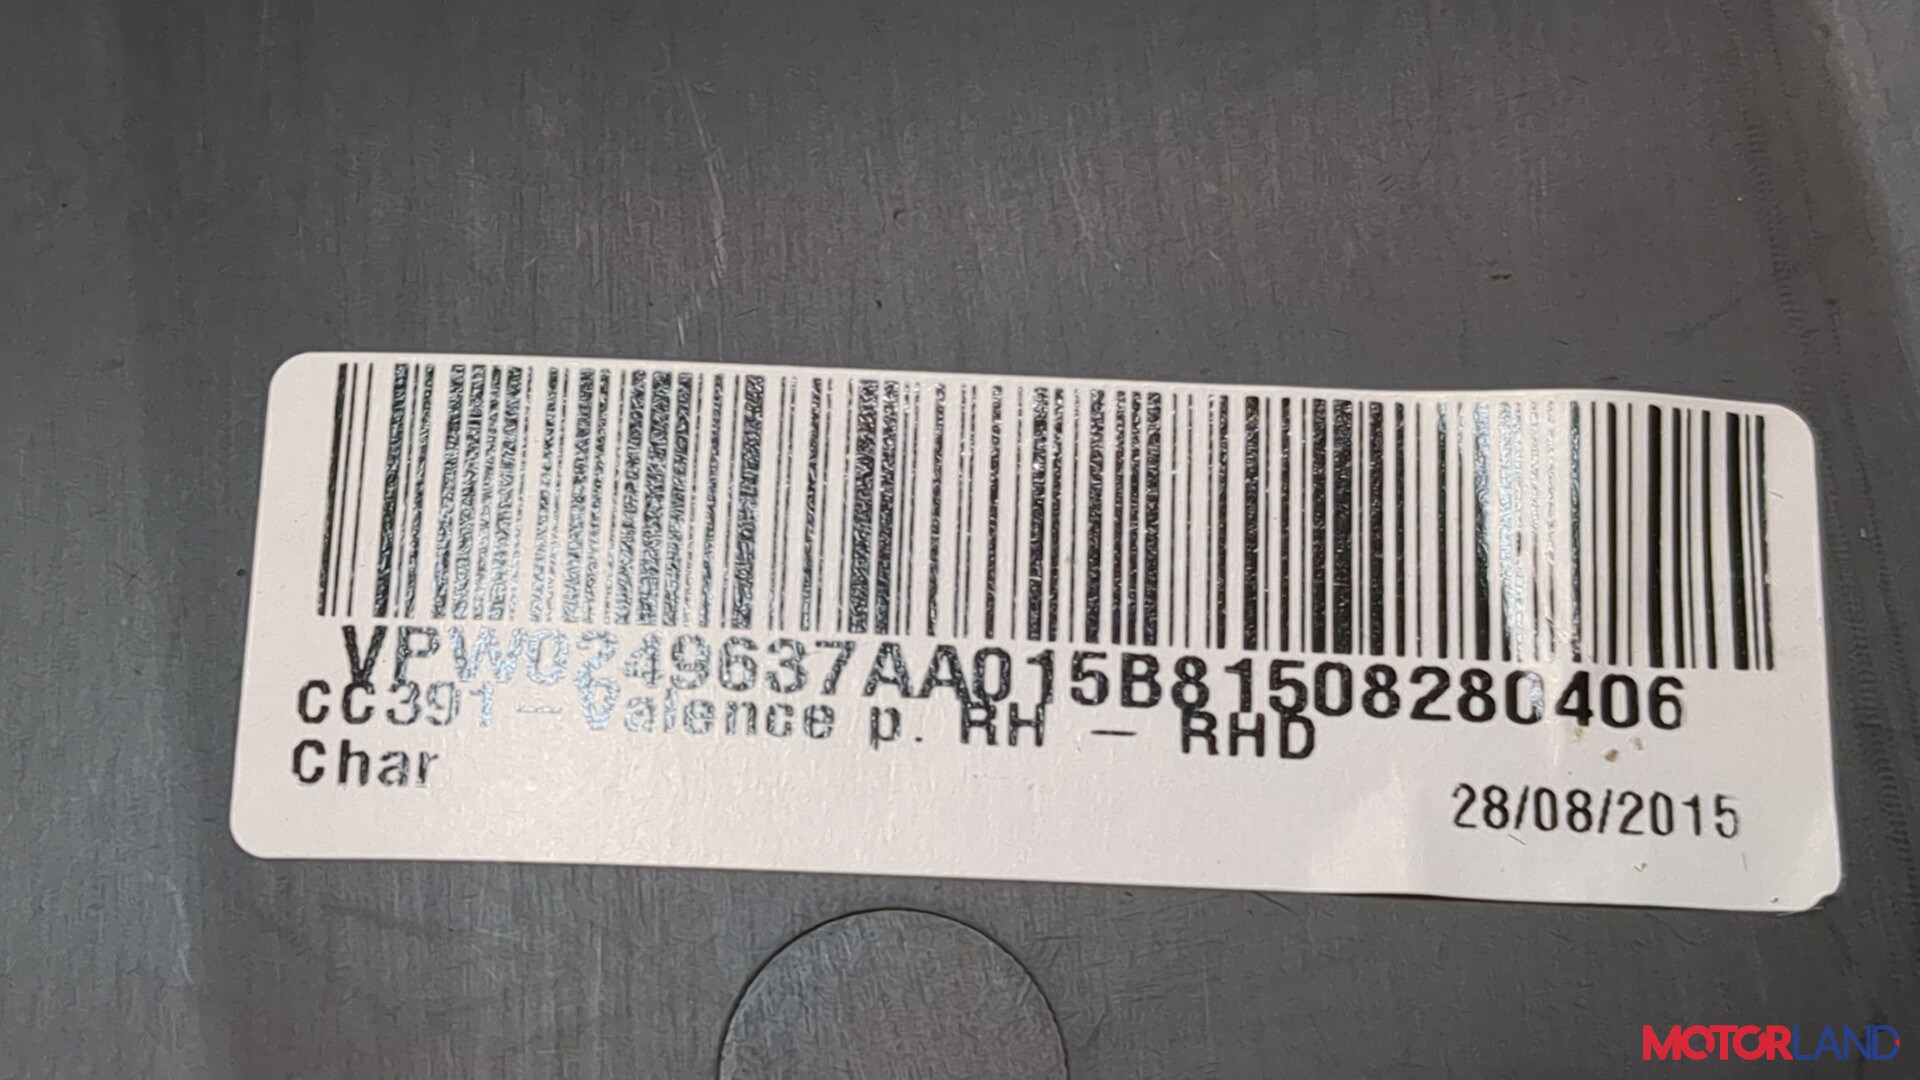 VPW0249637AA015B81508280406
CC391-Valence p. RH - RHD
Char
28/08/2015
MOTORLAND